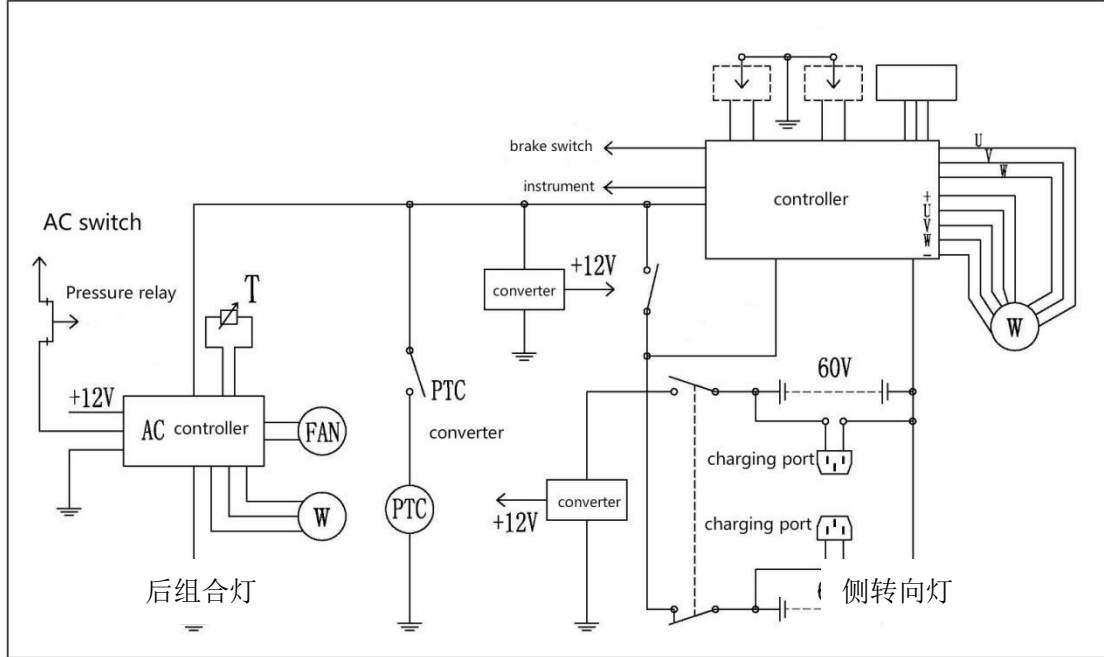 brake switch
instrument
controller
U
V
W
+
U
V
W
-
W
AC switch
Pressure relay
T
+12V
AC controller
FAN
W
PTC
converter
PTC
converter
+12V
60V
charging port
converter
+12V
charging port
后组合灯
侧转向灯